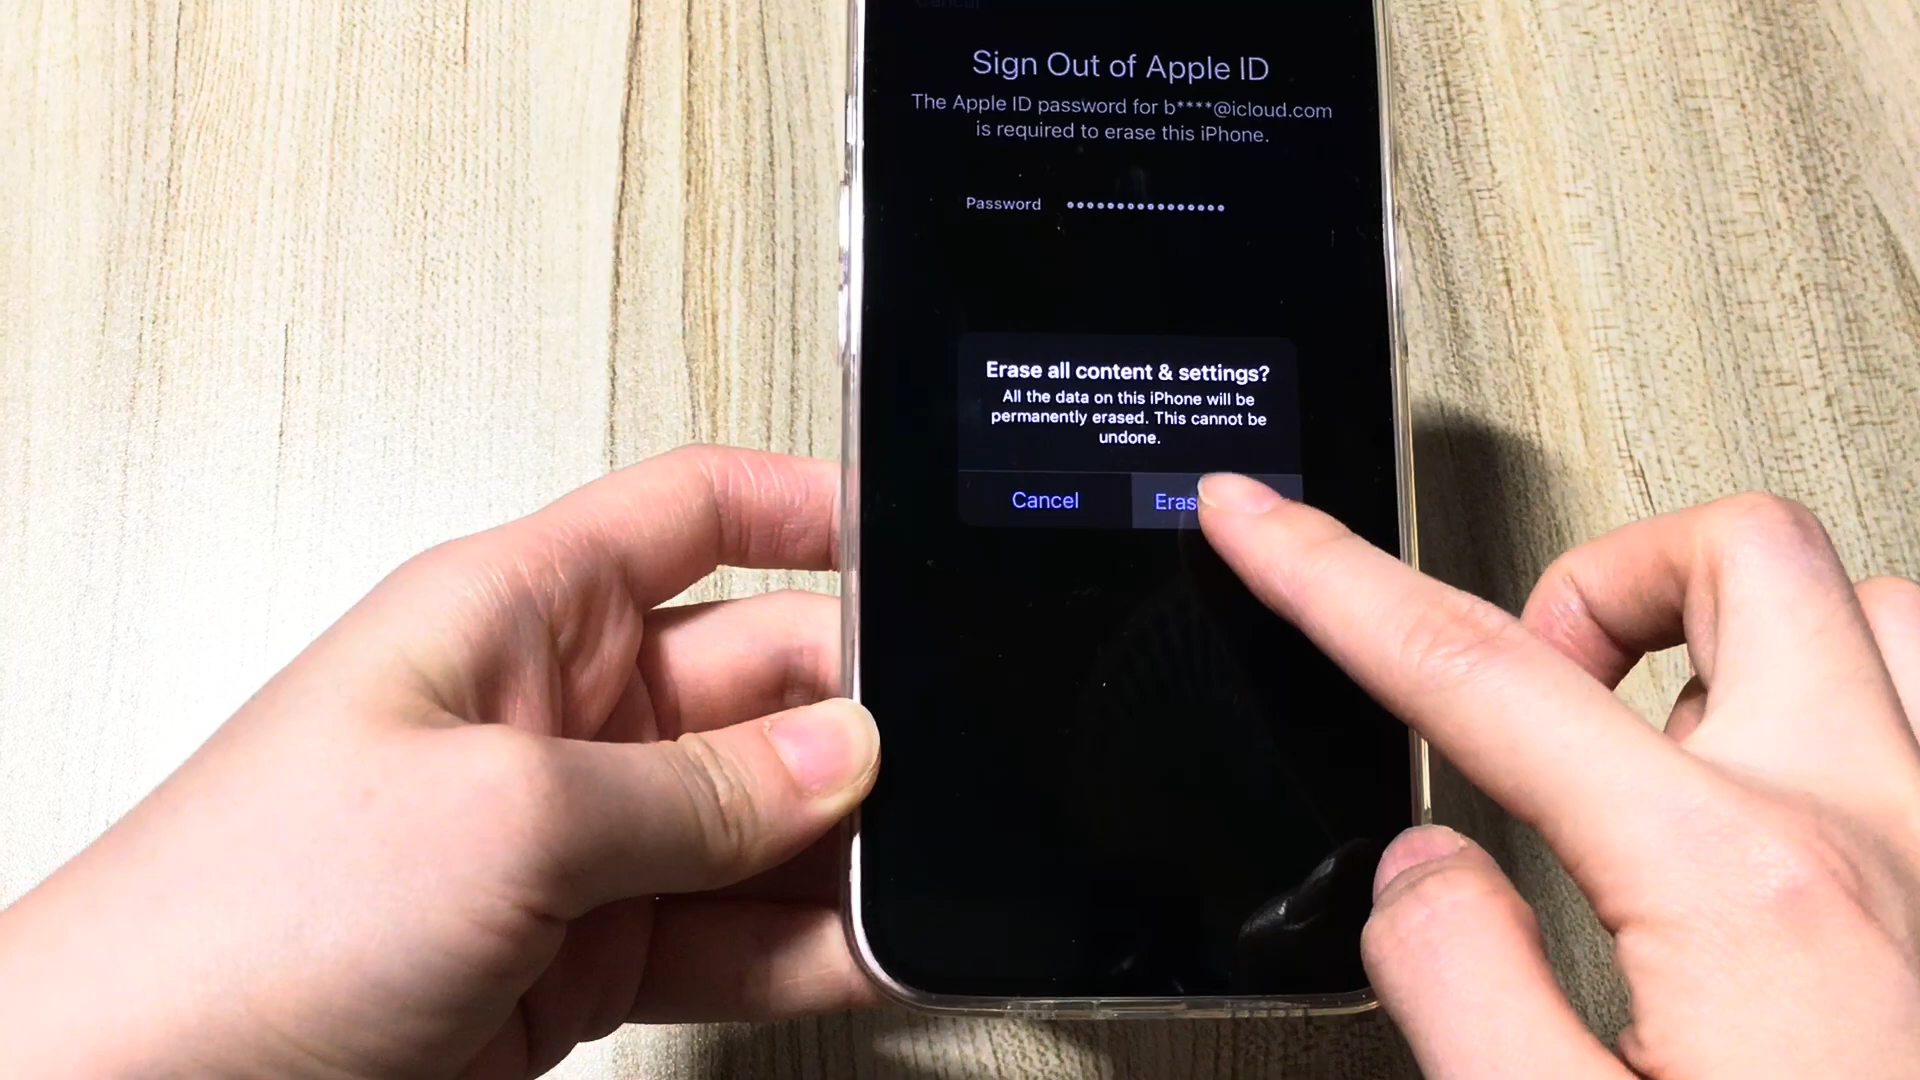 Cancel
Sign Out of Apple ID
The Apple ID password for b****@icloud.com
is required to erase this iPhone.
Password ••••••••••••••••
Erase all content & settings?
All the data on this iPhone will be
permanently erased. This cannot be
undone.
Cancel Eras